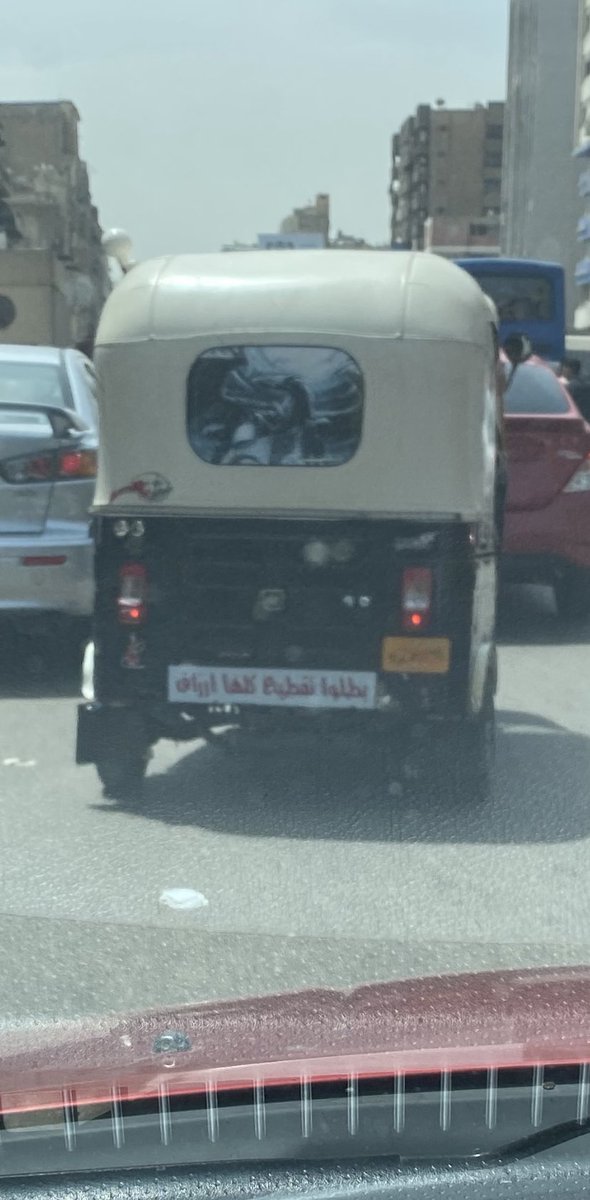 بطلوا تقطيع كلها ارزاق